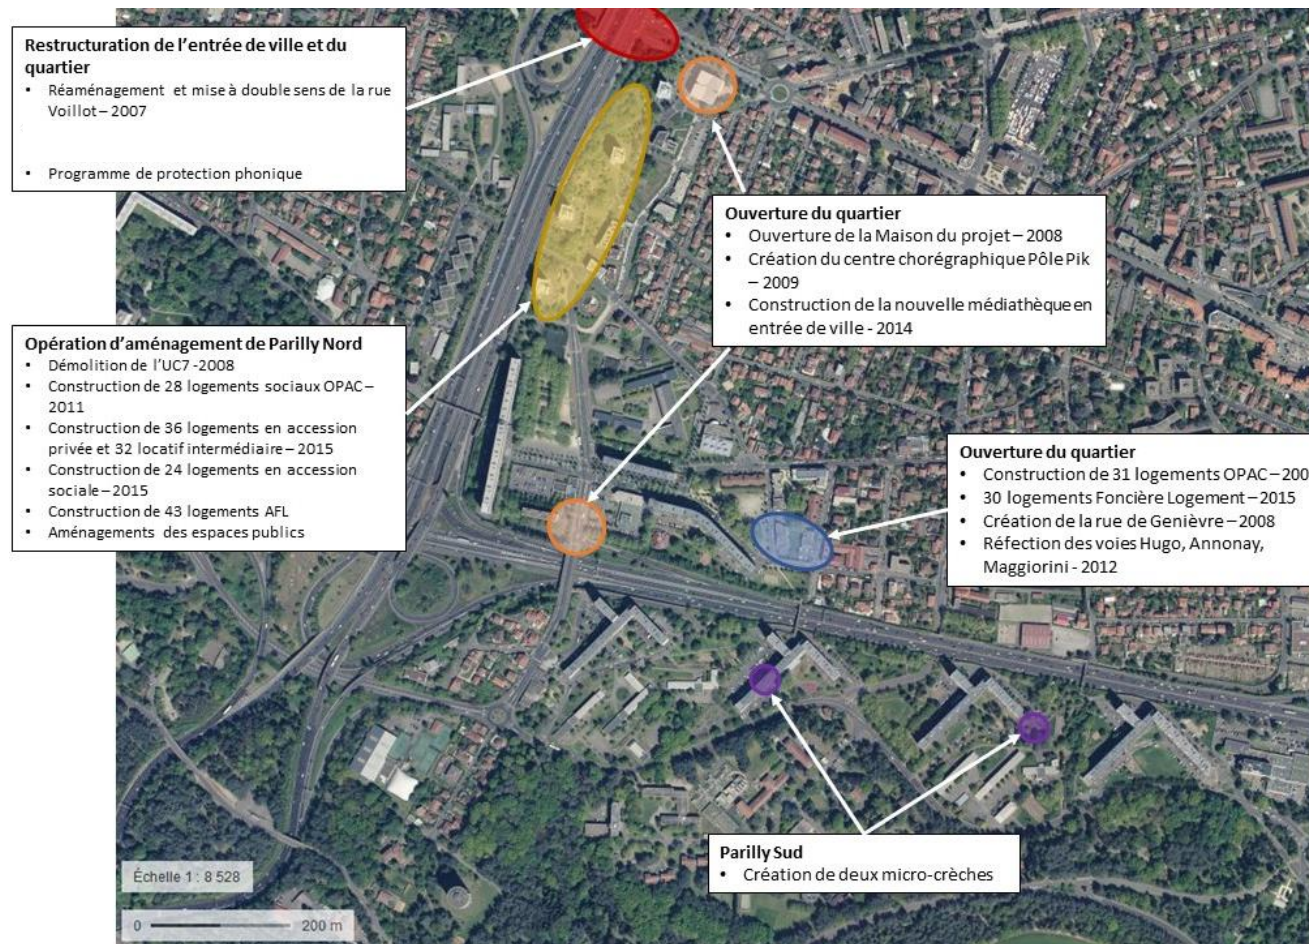 Restructuration de l'entrée de ville et du
quartier
• Réaménagement et mise à double sens de la rue
Voillot – 2007
• Programme de protection phonique
Ouverture du quartier
• Ouverture de la Maison du projet – 2008
• Création du centre chorégraphique Pôle Pik
– 2009
• Construction de la nouvelle médiathèque en
entrée de ville - 2014
Opération d'aménagement de Parilly Nord
• Démolition de l'UC7 -2008
• Construction de 28 logements sociaux OPAC –
2011
• Construction de 36 logements en accession
privée et 32 locatif intermédiaire – 2015
• Construction de 24 logements en accession
sociale – 2015
• Construction de 43 logements AFL
• Aménagements des espaces publics
Ouverture du quartier
• Construction de 31 logements OPAC – 200
• 30 logements Foncière Logement – 2015
• Création de la rue de Genièvre – 2008
• Réfection des voies Hugo, Annonay,
Maggiorini - 2012
Parilly Sud
• Création de deux micro-crèches
Échelle 1 : 8 528
0 200 m